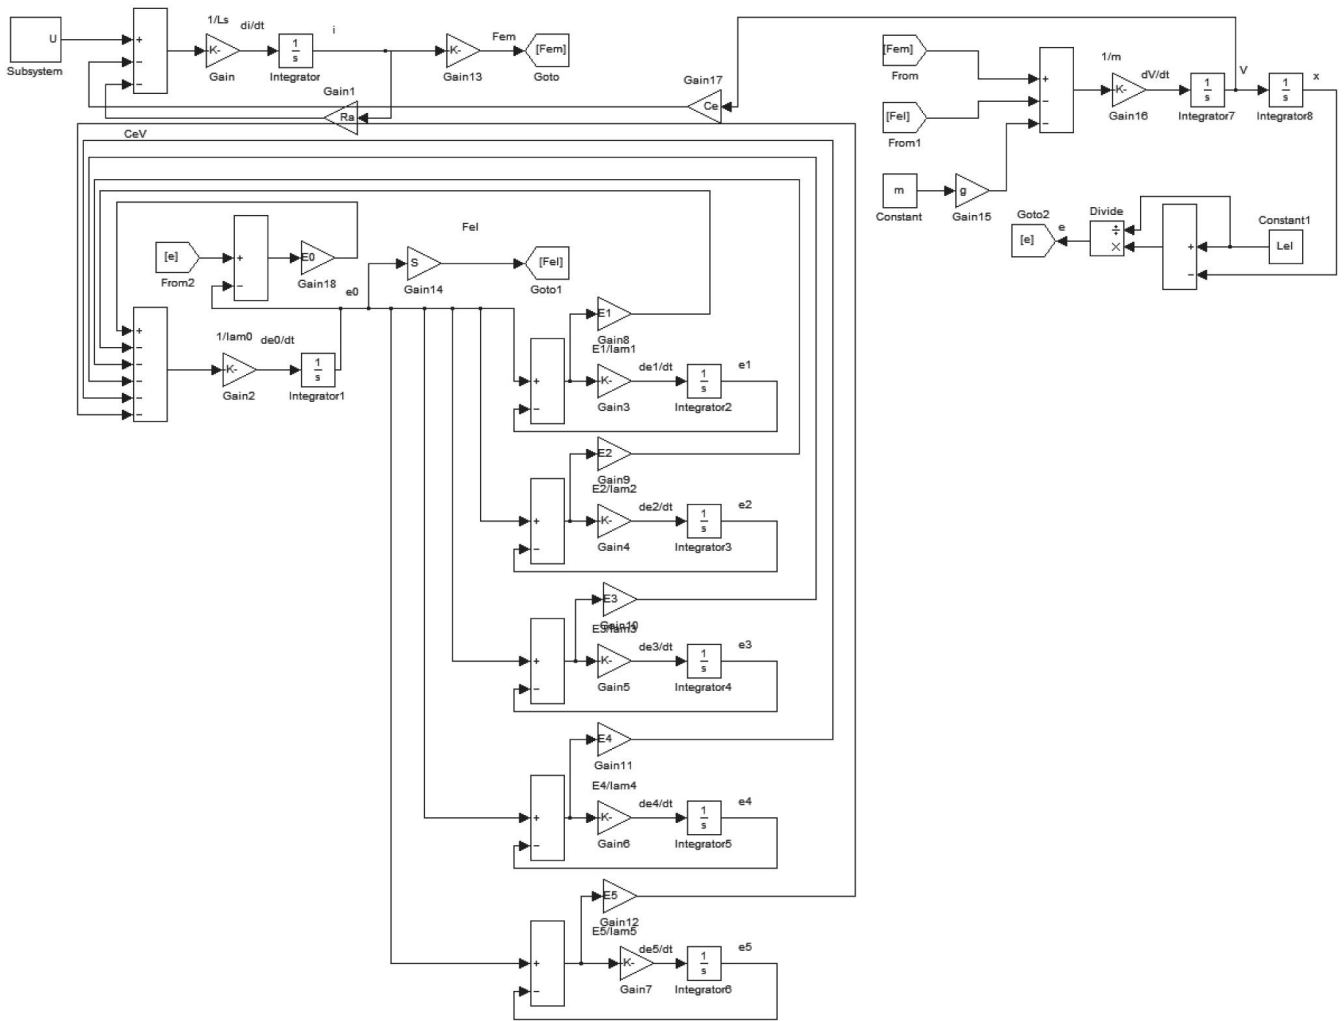 U
Subsystem
+
−
−
1/Ls
K-
Gain
di/dt
1
s
Integrator
i
K-
Gain13
Fem
[Fem]
Goto
Gain1
Ra
Gain17
Ce
CeV
[Fem]
From
[Fel]
From1
+
−
−
1/m
K-
Gain16
dV/dt
1
s
Integrator7
V
1
s
Integrator8
x
m
Constant
g
Gain15
Goto2
[e]
e
Divide
÷
×
+
−
Constant1
Lel
[e]
From2
+
−
E0
Gain18
Fel
S
Gain14
[Fel]
Goto1
e0
+
−
−
−
−
−
1/lam0
K-
Gain2
de0/dt
1
s
Integrator1
E1
Gain8
E1/lam1
+
−
K-
Gain3
de1/dt
1
s
Integrator2
e1
E2
Gain9
E2/lam2
+
−
K-
Gain4
de2/dt
1
s
Integrator3
e2
E3
Gain10
E3/lam3
+
−
K-
Gain5
de3/dt
1
s
Integrator4
e3
E4
Gain11
E4/lam4
+
−
K-
Gain6
de4/dt
1
s
Integrator5
e4
E5
Gain12
E5/lam5
+
−
K-
Gain7
de5/dt
1
s
Integrator6
e5